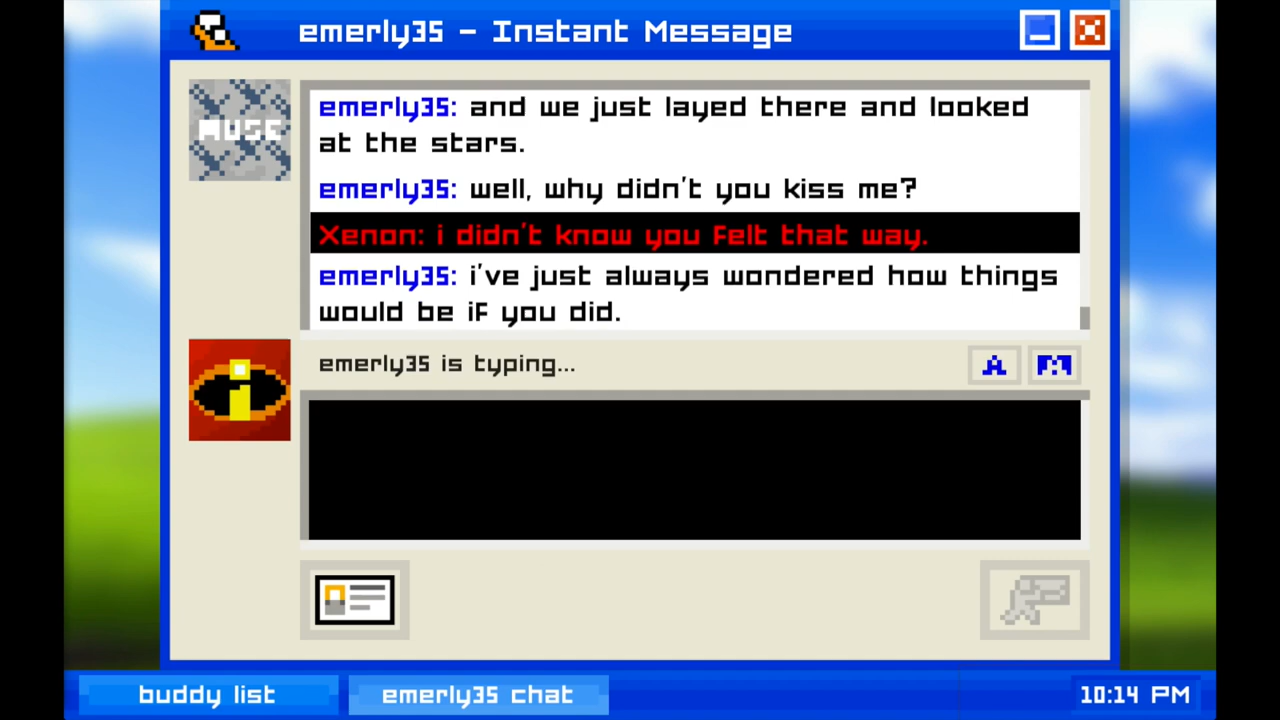 emerly35 - Instant Message
MUSE
emerly35: and we just layed there and looked
at the stars.
emerly35: well, why didn't you kiss me?
Xenon: i didn't know you felt that way.
emerly35: i've just always wondered how things
would be if you did.
emerly35 is typing...
A
i
buddy list
emerly35 chat
10:14 PM